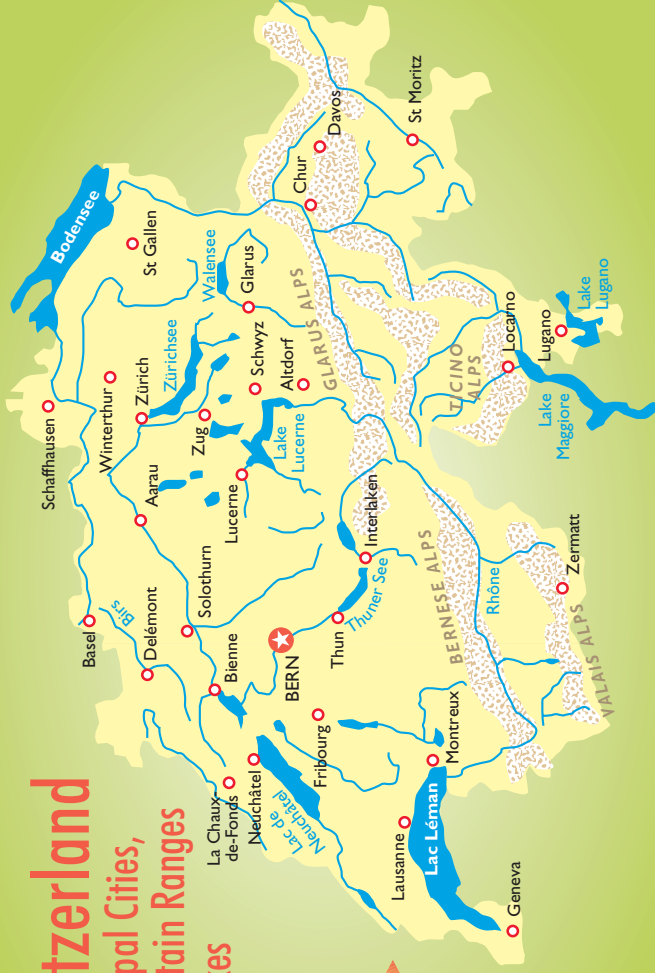 tzerland
pal Cities,
tain Ranges
es
Schaffhausen
Basel
Winterthur
Bodensee
Birs
Aarau
Zürich
St Gallen
Delémont
Zürichsee
Solothurn
Zug
Walensee
La Chaux-
de-Fonds
Bienne
Lucerne
Glarus
Schwyz
Neuchâtel
Lac de
Neuchâtel
BERN
Lake
Lucerne
Altdorf
GLARUS ALPS
Chur
Davos
Fribourg
Thun
Thuner See
Interlaken
St Moritz
Lausanne
Lac Léman
Montreux
BERNESE ALPS
TICINO
ALPS
Rhône
Locarno
Geneva
Lake
Maggiore
Lugano
Lake
Lugano
Zermatt
VALAIS ALPS